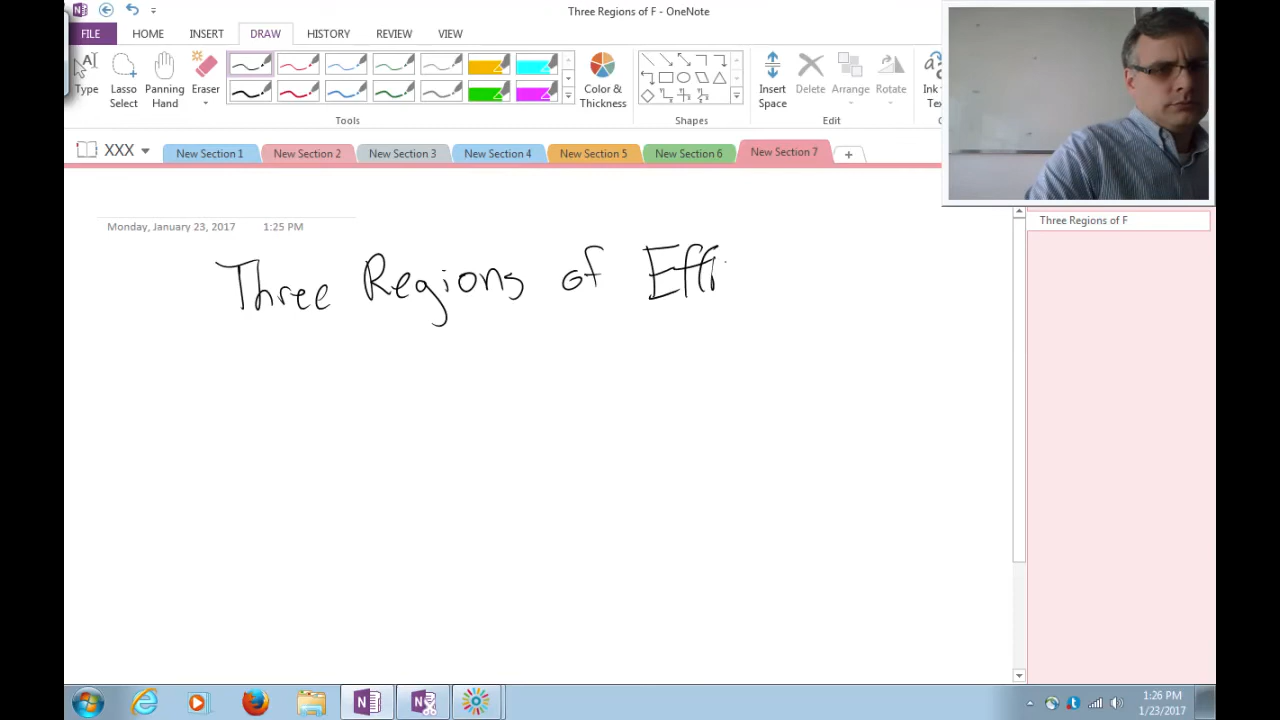 Three Regions of F - OneNote
FILE HOME INSERT DRAW HISTORY REVIEW VIEW
Type
Lasso Select
Panning Hand
Eraser
Color & Thickness
Insert Space
Delete
Arrange
Rotate
Ink to
Tools
Shapes
Edit
XXX
New Section 1
New Section 2
New Section 3
New Section 4
New Section 5
New Section 6
New Section 7
Three Regions of F
Monday, January 23, 2017 1:25 PM
Three Regions of Effi
1:26 PM
1/23/2017